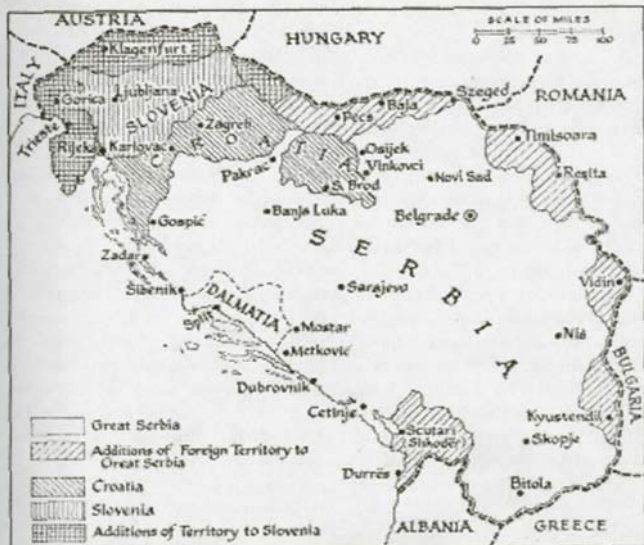 AUSTRIA
HUNGARY
SCALE OF MILES
0
50
100
ITALY
Klagenfurt
Gorica
Ljubljana
SLOVENIA
Trieste
Rijeka
Karlovac
Zagreb
CROATIA
Pecs
Baja
Szeged
ROMANIA
Timisoara
Resita
Osijek
Vinkovci
Pakrac
S. Brod
Novi Sad
Banja Luka
Belgrade
Gospić
SERBIA
Zadar
Šibenik
DALMATIA
Split
Sarajevo
Vidin
Mostar
Metković
Niš
BULGARIA
Dubrovnik
Cetinje
Scutari
Kyustendil
Skopje
Durrës
Bitola
ALBANIA
GREECE
Great Serbia
Additions of Foreign Territory to
Great Serbia
Croatia
Slovenia
Additions of Territory to Slovenia